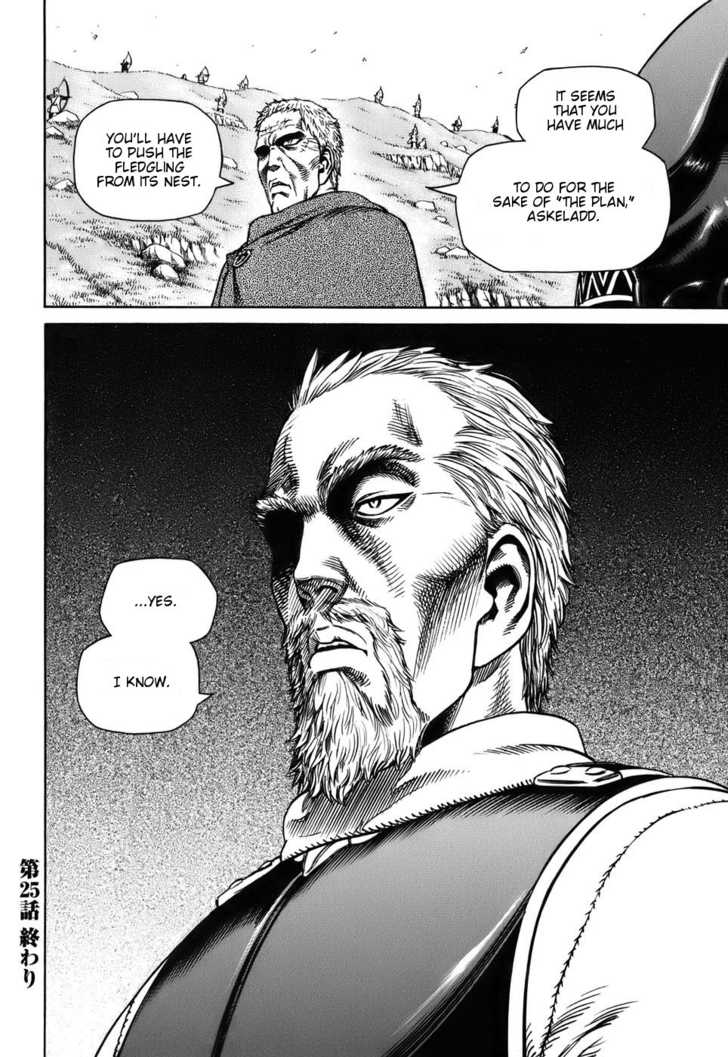 IT SEEMS
THAT YOU
HAVE MUCH
TO DO FOR THE
SAKE OF "THE PLAN,"
ASKELADD.
YOU'LL HAVE
TO PUSH THE
FLEDGLING
FROM ITS NEST.
...YES.
I KNOW.
第25話 終わり